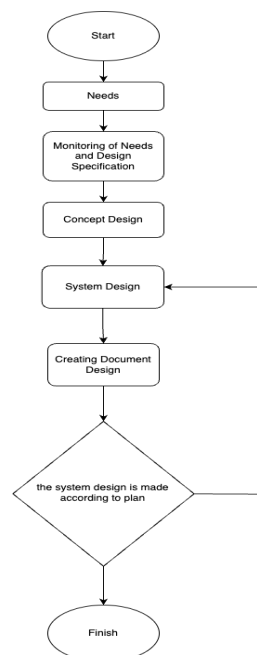 Start
Needs
Monitoring of Needs
and Design
Specification
Concept Design
System Design
Creating Document
Design
the system design is made
according to plan
Finish